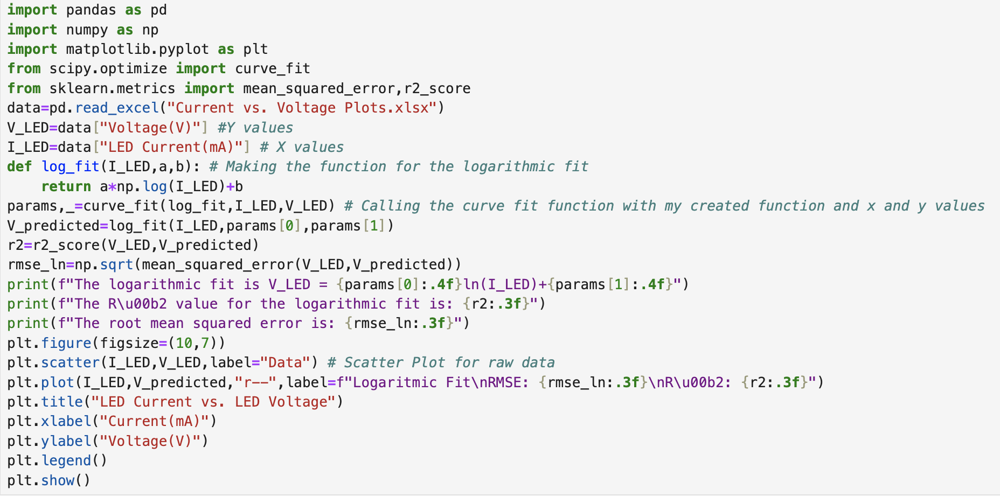 import pandas as pd
import numpy as np
import matplotlib.pyplot as plt
from scipy.optimize import curve_fit
from sklearn.metrics import mean_squared_error,r2_score
data=pd.read_excel("Current vs. Voltage Plots.xlsx")
V_LED=data["Voltage(V)"] #Y values
I_LED=data["LED Current(mA)"] # X values
def log_fit(I_LED,a,b): # Making the function for the logarithmic fit
    return a*np.log(I_LED)+b
params,_=curve_fit(log_fit,I_LED,V_LED) # Calling the curve fit function with my created function and x and y values
V_predicted=log_fit(I_LED,params[0],params[1])
r2=r2_score(V_LED,V_predicted)
rmse_ln=np.sqrt(mean_squared_error(V_LED,V_predicted))
print(f"The logarithmic fit is V_LED = {params[0]:.4f}ln(I_LED)+{params[1]:.4f}")
print(f"The R\u00b2 value for the logarithmic fit is: {r2:.3f}")
print(f"The root mean squared error is: {rmse_ln:.3f}")
plt.figure(figsize=(10,7))
plt.scatter(I_LED,V_LED,label="Data") # Scatter Plot for raw data
plt.plot(I_LED,V_predicted,"r--",label=f"Logaritmic Fit\nRMSE: {rmse_ln:.3f}\nR\u00b2: {r2:.3f}")
plt.title("LED Current vs. LED Voltage")
plt.xlabel("Current(mA)")
plt.ylabel("Voltage(V)")
plt.legend()
plt.show()